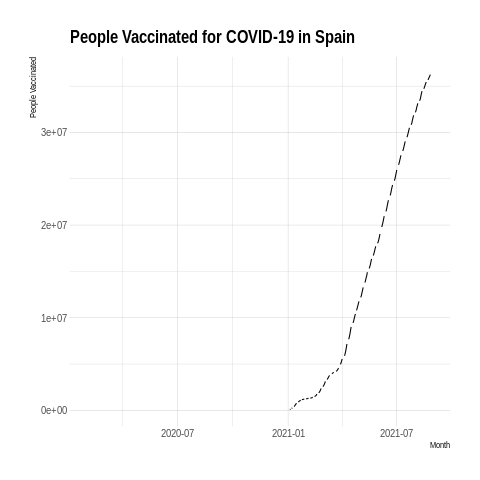 People Vaccinated for COVID-19 in Spain
People Vaccinated
3e+07
2e+07
1e+07
0e+00
2020-07
2021-01
2021-07
Month